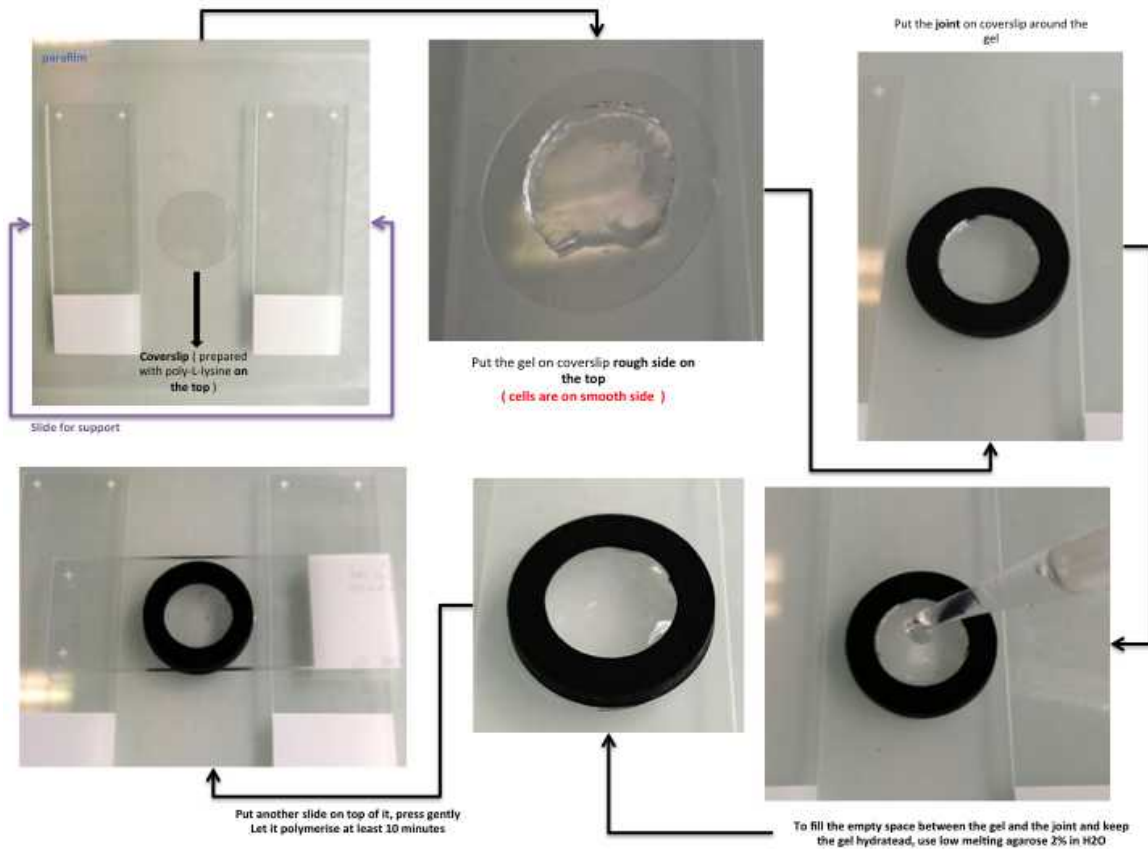 parafilm
Coverslip ( prepared
with poly-L-lysine on
the top )
Slide for support
Put the gel on coverslip rough side on
the top
( cells are on smooth side )
Put the joint on coverslip around the
gel
To fill the empty space between the gel and the joint and keep
the gel hydratead, use low melting agarose 2% in H2O
Put another slide on top of it, press gently
Let it polymerise at least 10 minutes